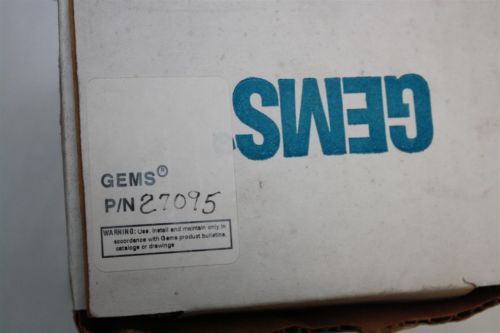 GEMS
GEMS®
P/N 27095
WARNING: Use, install and maintain only in
accordance with Gems product bulletins,
catalogs or drawings